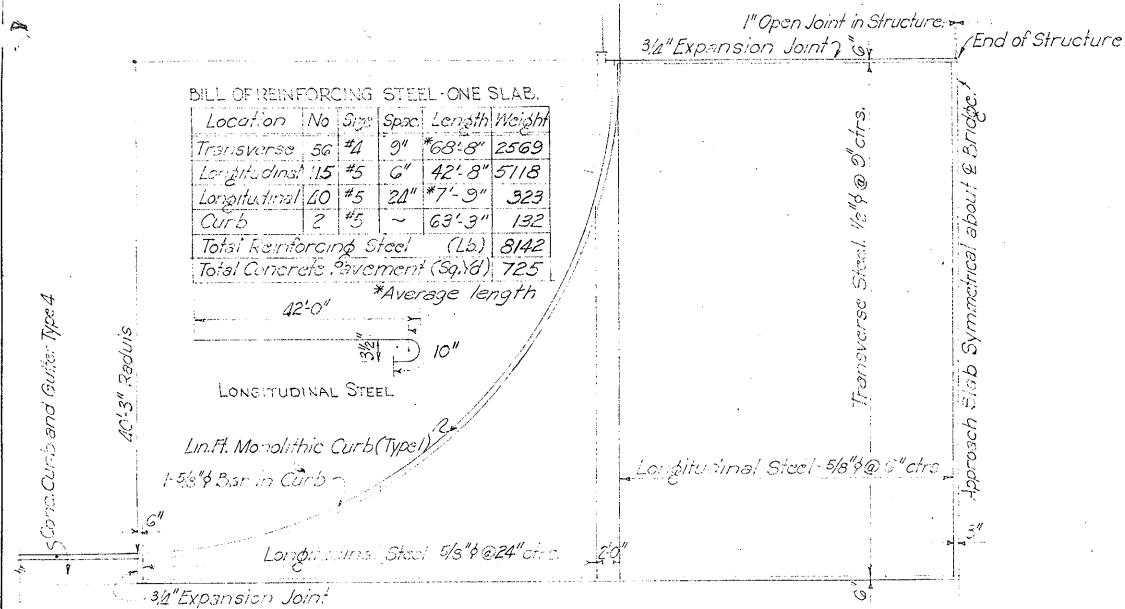 1" Open Joint in Structure
3/4" Expansion Joint
6"
End of Structure
BILL OF REINFORCING STEEL-ONE SLAB.
Location No Size Spac. Length Weight
Transverse 56 #4 9" *68'-8" 2569
Longitudinal 115 #5 6" 42'-8" 5118
Longitudinal 40 #5 24" *7'-9" 323
Curb 2 #5 ~ 63'-3" 132
Total Reinforcing Steel (Lb.) 8142
Total Concrete Pavement (Sq.Yd) 725
*Average length
42'-0"
3½"
10"
LONGITUDINAL STEEL
Conc. Curb and Gutter Type 4
40'-3" Raduis
Lin.Ft. Monolithic Curb (Type 1)
1-5/8"ϕ Bar in Curb
Transverse Steel 1/2"ϕ @ 9" ctrs.
Approach Slab Symmetrical about ℄ Bridge.
Longitudinal Steel-5/8"ϕ @ 6" ctrs
6"
Longitudinal Steel 5/8"ϕ @ 24" ctrs.
2'-0"
3"
6"
3/4" Expansion Joint